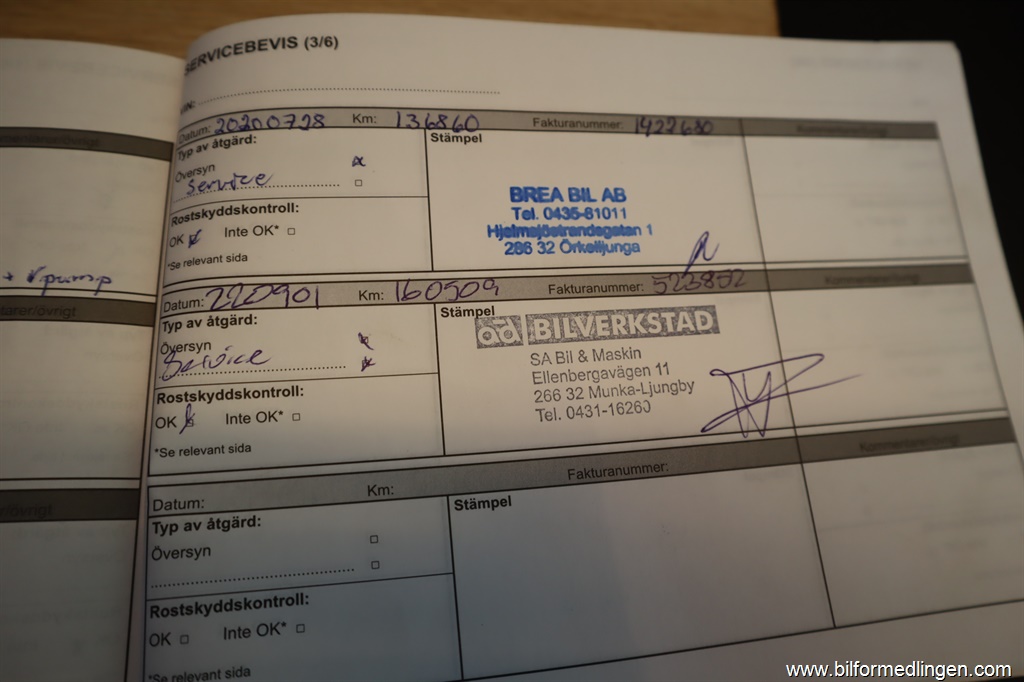 SERVICEBEVIS (3/6)
Datum: 20200728 Km: 136860 Fakturanummer: 1422680
Typ av åtgärd:
Översyn
Service
Rostskyddskontroll:
OK Inte OK*
*Se relevant sida
Stämpel
BREA BIL AB
Tel. 0435-81011
Hjelmsjöstrandsgatan 1
286 32 Örkelljunga
+ pump
Datum: 220901 Km: 160509 Fakturanummer: 523852
Typ av åtgärd:
Översyn
Service
Rostskyddskontroll:
OK Inte OK*
*Se relevant sida
Stämpel
ad BILVERKSTAD
SA Bil & Maskin
Ellenbergavägen 11
266 32 Munka-Ljungby
Tel. 0431-16260
Datum: Km: Fakturanummer:
Typ av åtgärd:
Översyn
Rostskyddskontroll:
OK Inte OK*
*Se relevant sida
Stämpel
www.bilformedlingen.com